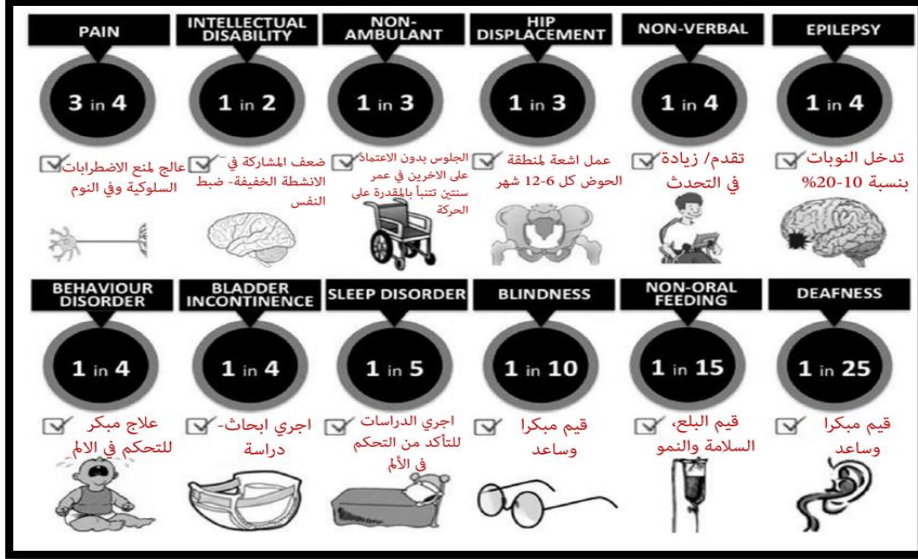 PAIN
3 in 4
عالج لمنع الاضطرابات
السلوكية وفي النوم
INTELLECTUAL
DISABILITY
1 in 2
ضعف المشاركة في -
الانشطة الخفيفة- ضبط
النفس
NON-
AMBULANT
1 in 3
الجلوس بدون الاعتماد
على الاخرين في عمر
سنتين تتنبأ بالمقدرة على
الحركة
HIP
DISPLACEMENT
1 in 3
عمل اشعة لمنطقة
الحوض كل 6-12 شهر
NON-VERBAL
1 in 4
تقدم/ زيادة
في التحدث
EPILEPSY
1 in 4
تدخل النوبات
بنسبة 10-20%
BEHAVIOUR
DISORDER
1 in 4
علاج مبكر
للتحكم في الالم
BLADDER
INCONTINENCE
1 in 4
اجري ابحاث-
دراسة
SLEEP DISORDER
1 in 5
اجري الدراسات
للتأكد من التحكم
في الألم
BLINDNESS
1 in 10
قيم مبكرا
وساعد
NON-ORAL
FEEDING
1 in 15
قيم البلع،
السلامة والنمو
DEAFNESS
1 in 25
قيم مبكرا
وساعد